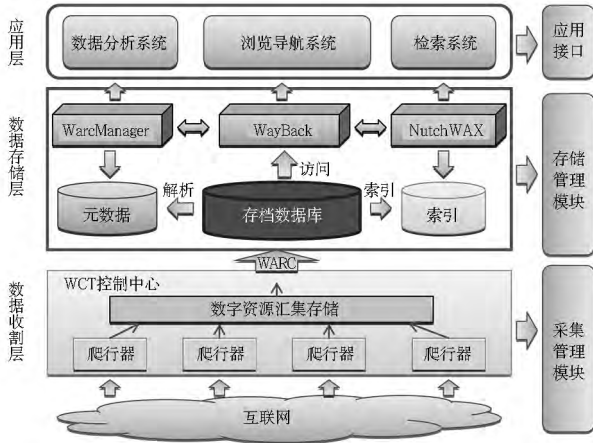 应用层
数据分析系统
浏览导航系统
检索系统
应用
接口
数据存储层
WarcManager
WayBack
NutchWAX
访问
解析
索引
元数据
存档数据库
索引
存储
管理
模块
WARC
数据收割层
WCT控制中心
数字资源汇集存储
爬行器
爬行器
爬行器
爬行器
采集
管理
模块
互联网